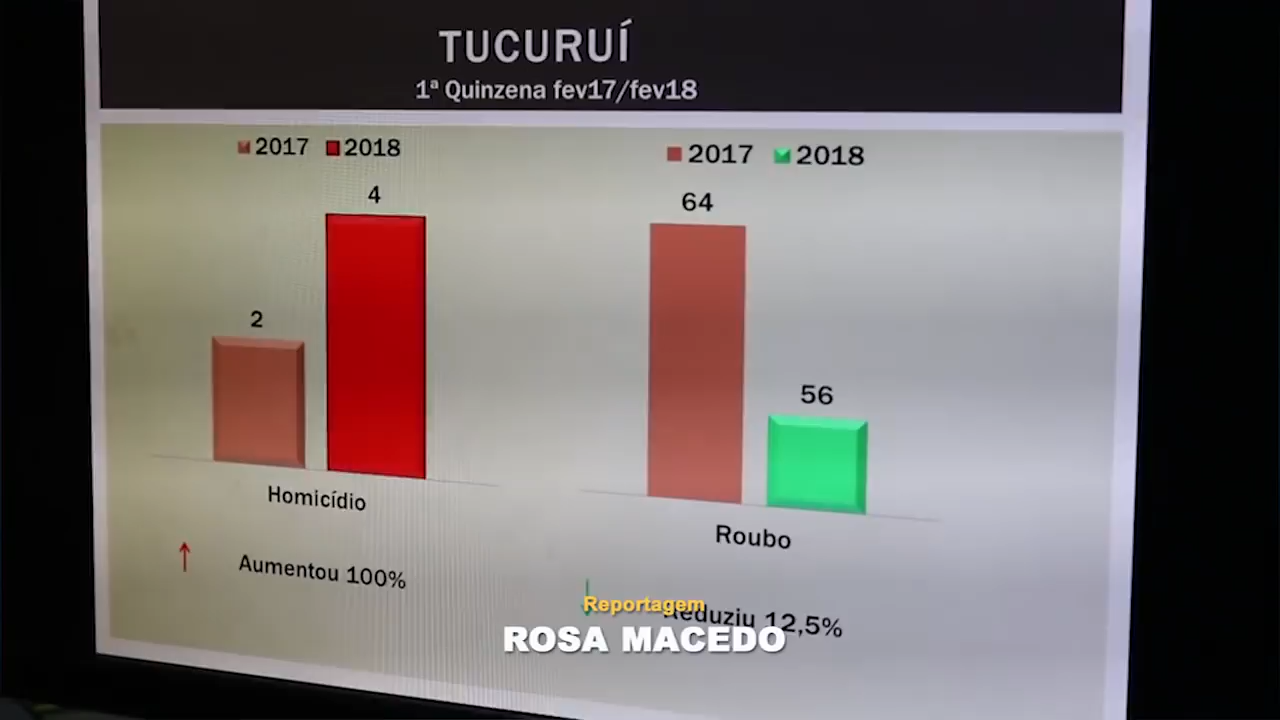 TUCURUÍ
1ª Quinzena fev17/fev18
2017 2018
4
2
Homicídio
Aumentou 100%
2017 2018
64
56
Roubo
Reduziu 12,5%
Reportagem
ROSA MACEDO